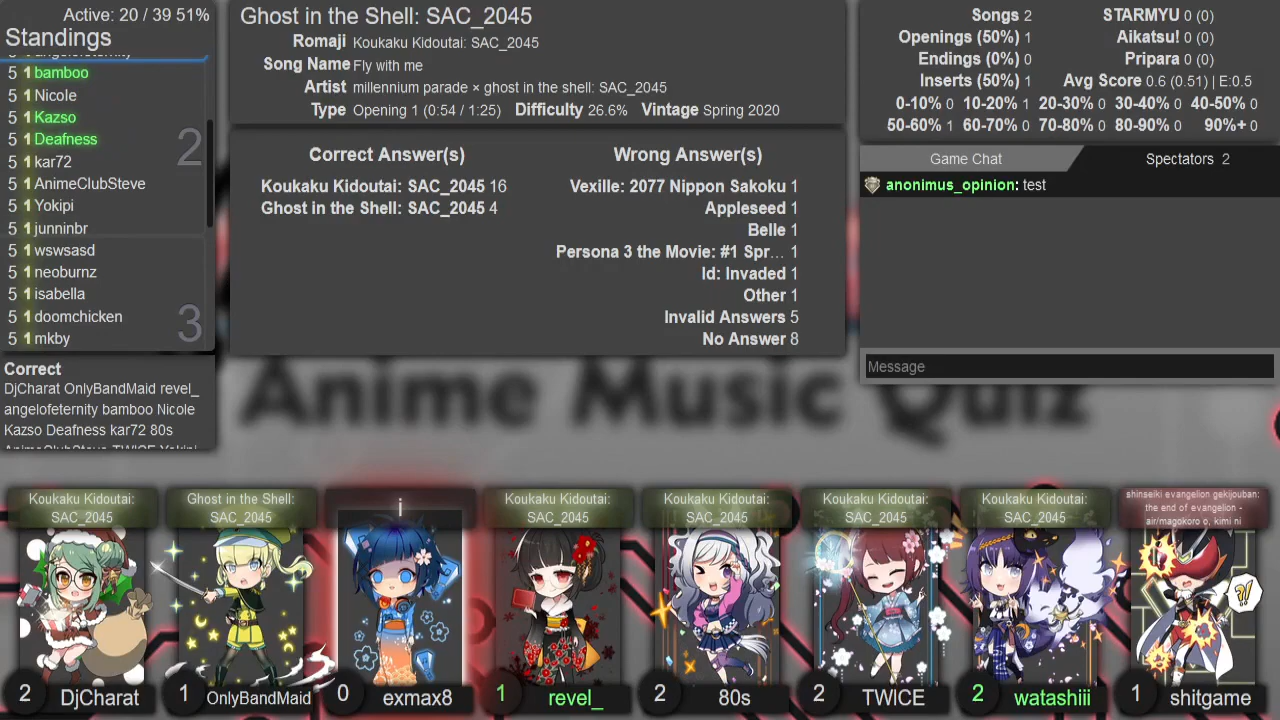 Active: 20 / 39 51%
Standings
angelofeternity
5 1 bamboo
5 1 Nicole
5 1 Kazso
5 1 Deafness
2
5 1 kar72
5 1 AnimeClubSteve
5 1 Yokipi
5 1 junninbr
5 1 wswsasd
5 1 neoburnz
5 1 isabella
5 1 doomchicken
3
5 1 mkby
Correct
DjCharat OnlyBandMaid revel_
angelofeternity bamboo Nicole
Kazso Deafness kar72 80s
AnimeClubSteve TWICE Yokipi
Ghost in the Shell: SAC_2045
Romaji Koukaku Kidoutai: SAC_2045
Song Name Fly with me
Artist millennium parade × ghost in the shell: SAC_2045
Type Opening 1 (0:54 / 1:25) Difficulty 26.6% Vintage Spring 2020
Correct Answer(s)
Koukaku Kidoutai: SAC_2045 16
Ghost in the Shell: SAC_2045 4
Wrong Answer(s)
Vexille: 2077 Nippon Sakoku 1
Appleseed 1
Belle 1
Persona 3 the Movie: #1 Spr… 1
Id: Invaded 1
Other 1
Invalid Answers 5
No Answer 8
Songs 2 STARMYU 0 (0)
Openings (50%) 1 Aikatsu! 0 (0)
Endings (0%) 0 Pripara 0 (0)
Inserts (50%) 1 Avg Score 0.6 (0.51) | E:0.5
0-10% 0 10-20% 1 20-30% 0 30-40% 0 40-50% 0
50-60% 1 60-70% 0 70-80% 0 80-90% 0 90%+ 0
Game Chat Spectators 2
anonimus_opinion: test
Message
Anime Music Quiz
Koukaku Kidoutai:
SAC_2045
2 DjCharat
Ghost in the Shell:
SAC_2045
1 OnlyBandMaid
i
0 exmax8
Koukaku Kidoutai:
SAC_2045
1 revel_
Koukaku Kidoutai:
SAC_2045
2 80s
Koukaku Kidoutai:
SAC_2045
2 TWICE
Koukaku Kidoutai:
SAC_2045
2 watashiii
shinseiki evangelion gekijouban:
the end of evangelion -
air/magokoro o, kimi ni
?!
1 shitgame